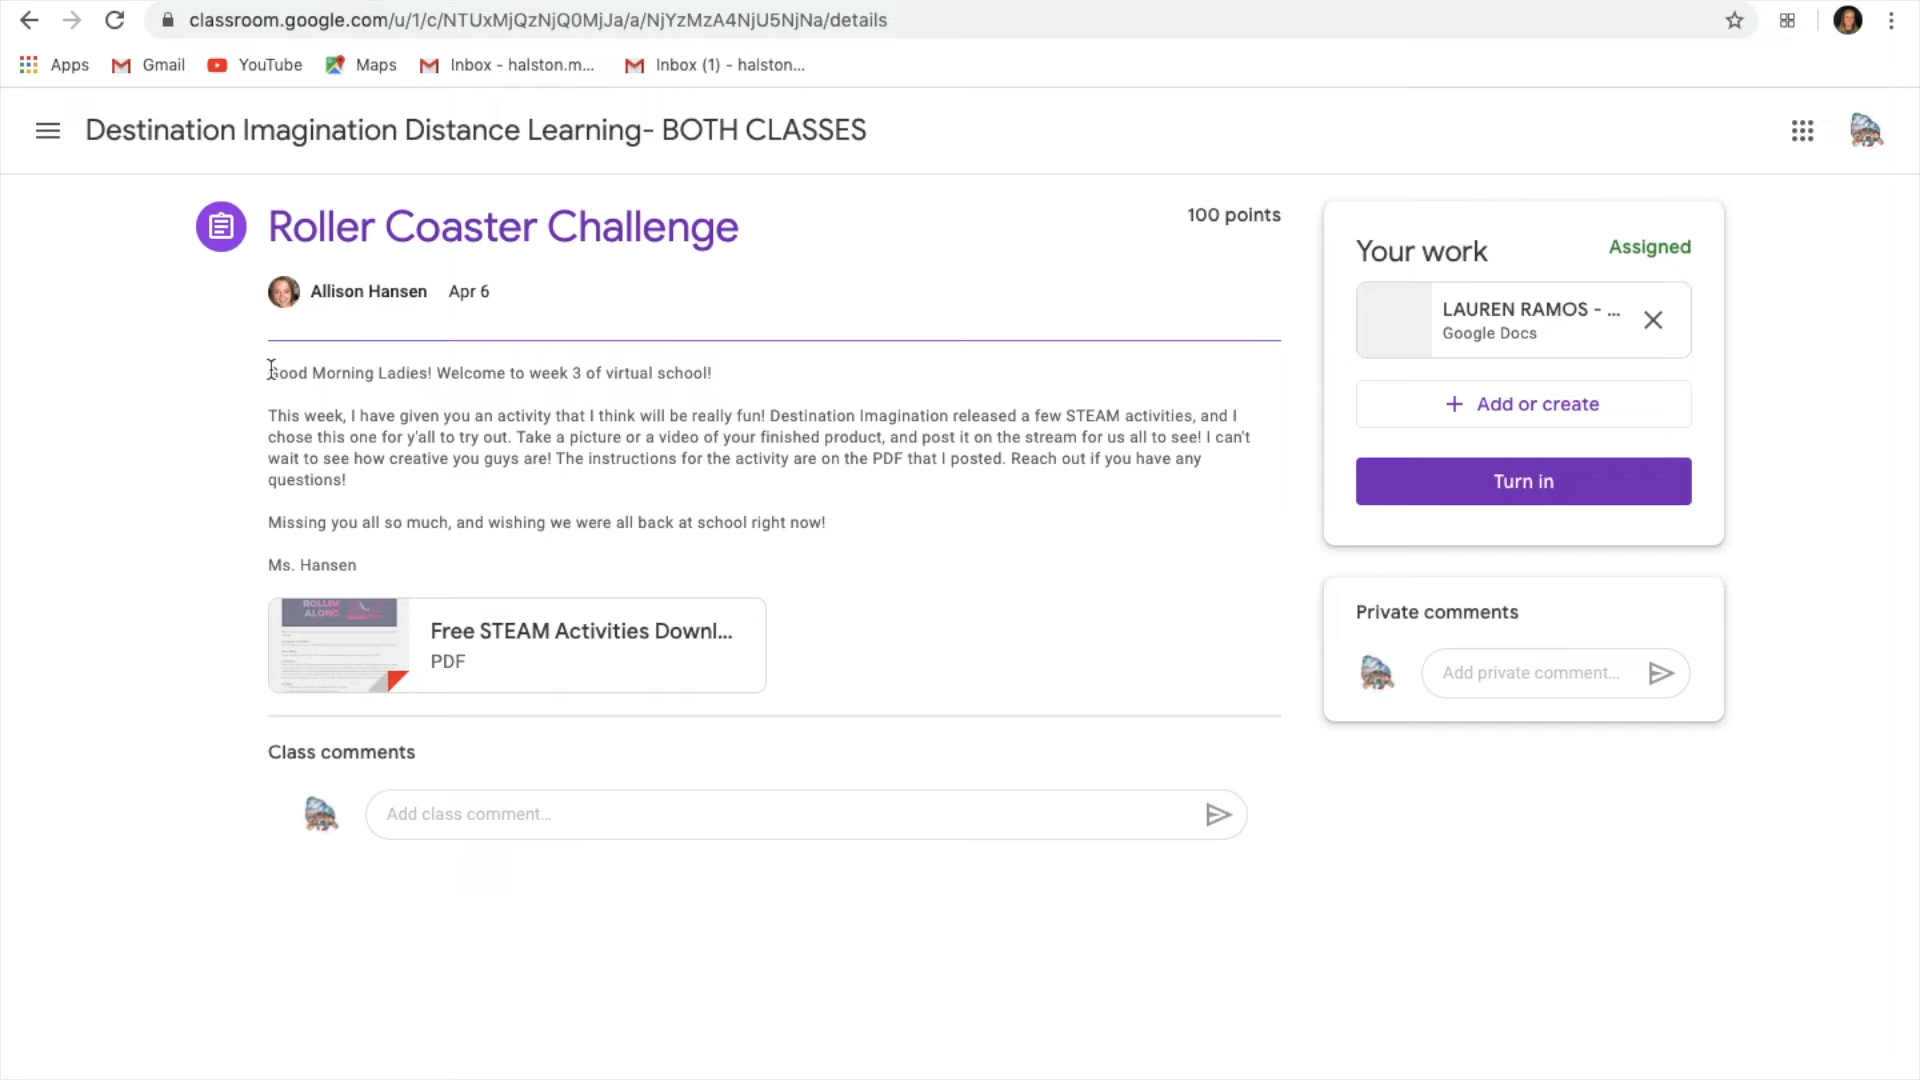 classroom.google.com/u/1/c/NTUxMjQzNjQ0MjJa/a/NjYzMzA4NjU5NjNa/details
Apps Gmail YouTube Maps Inbox - halston.m... Inbox (1) - halston...
Destination Imagination Distance Learning- BOTH CLASSES
Roller Coaster Challenge
100 points
Allison Hansen Apr 6
Good Morning Ladies! Welcome to week 3 of virtual school!
This week, I have given you an activity that I think will be really fun! Destination Imagination released a few STEAM activities, and I
chose this one for y'all to try out. Take a picture or a video of your finished product, and post it on the stream for us all to see! I can't
wait to see how creative you guys are! The instructions for the activity are on the PDF that I posted. Reach out if you have any
questions!
Missing you all so much, and wishing we were all back at school right now!
Ms. Hansen
ROLLIN'
ALONG
Free STEAM Activities Downl...
PDF
Class comments
Add class comment...
Your work Assigned
LAUREN RAMOS - ...
Google Docs
+ Add or create
Turn in
Private comments
Add private comment...